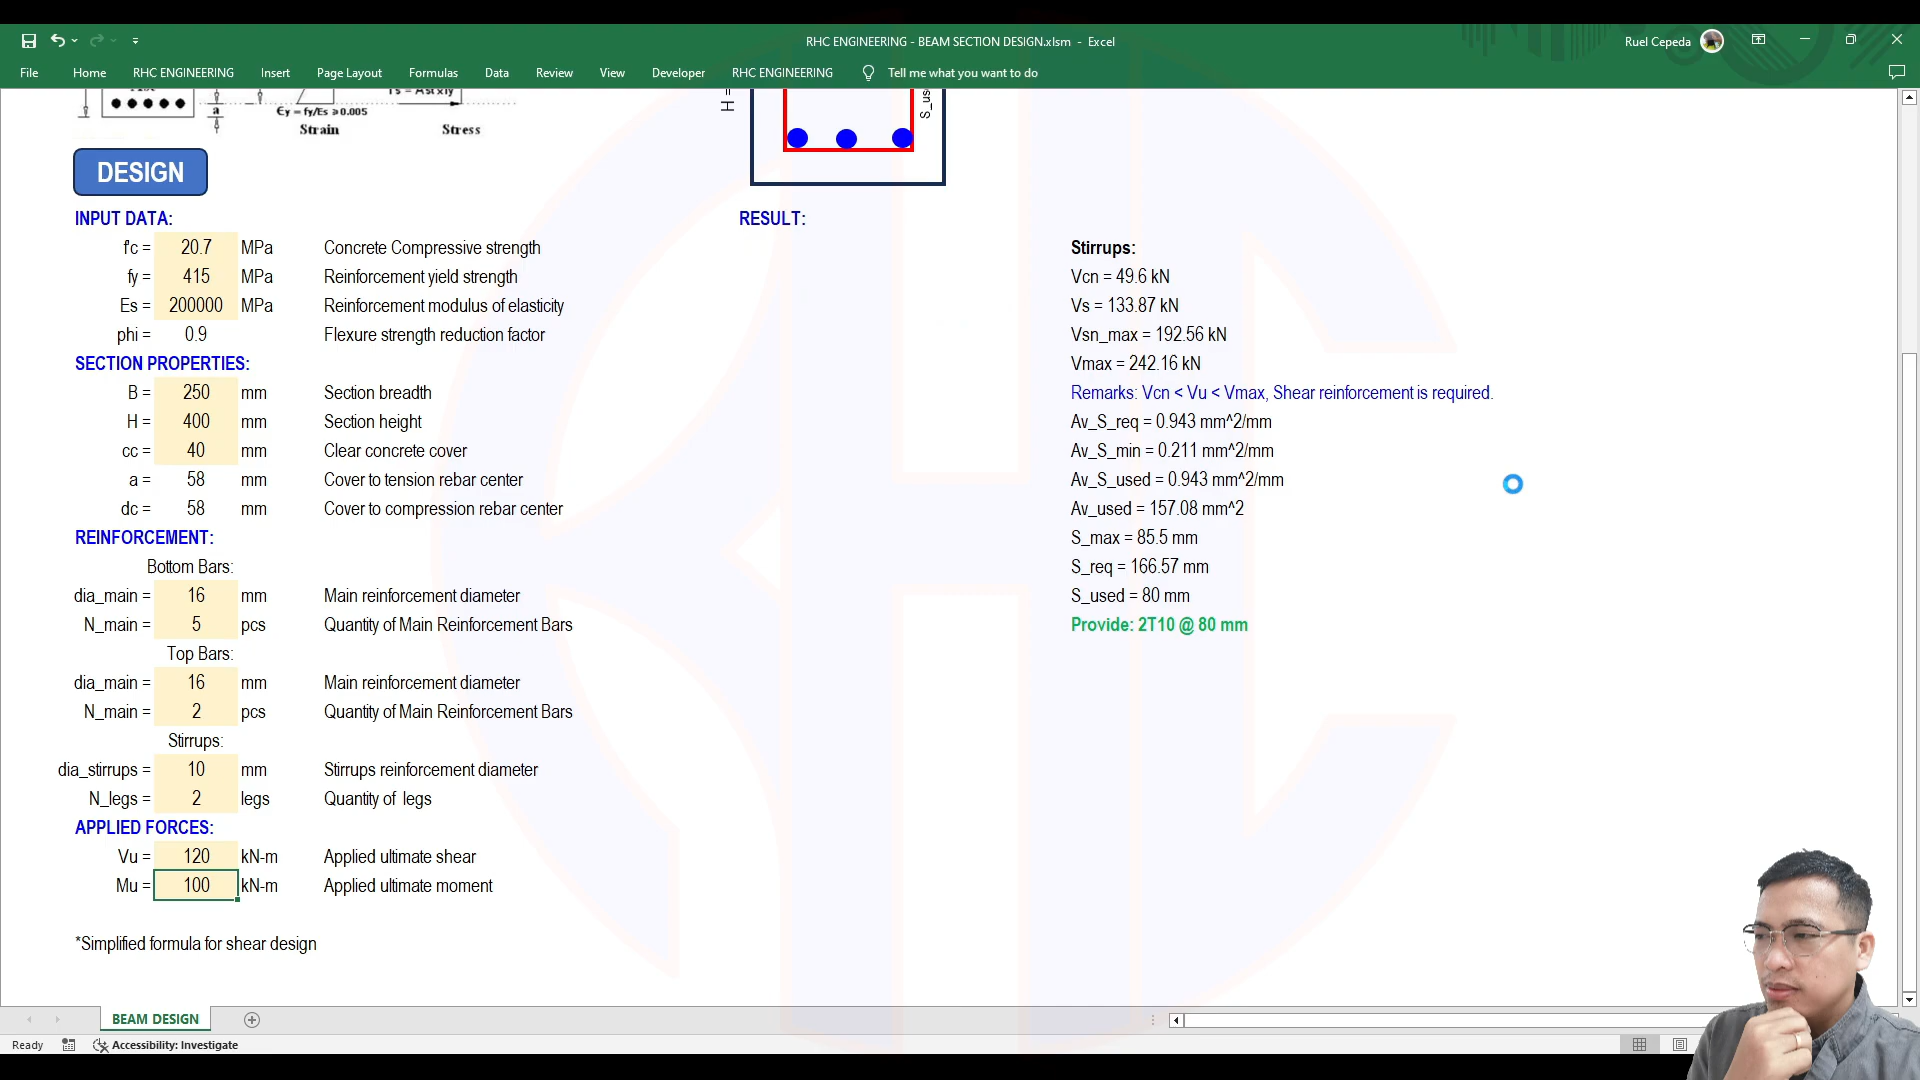 RHC ENGINEERING - BEAM SECTION DESIGN.xlsm - Excel
Ruel Cepeda
File Home RHC ENGINEERING Insert Page Layout Formulas Data Review View Developer RHC ENGINEERING Tell me what you want to do
a
Єy = fy/Es ⩾ 0.005
Strain Stress
H =
DESIGN
INPUT DATA:
f'c = 20.7 MPa Concrete Compressive strength
fy = 415 MPa Reinforcement yield strength
Es = 200000 MPa Reinforcement modulus of elasticity
phi = 0.9 Flexure strength reduction factor
SECTION PROPERTIES:
B = 250 mm Section breadth
H = 400 mm Section height
cc = 40 mm Clear concrete cover
a = 58 mm Cover to tension rebar center
dc = 58 mm Cover to compression rebar center
REINFORCEMENT:
Bottom Bars:
dia_main = 16 mm Main reinforcement diameter
N_main = 5 pcs Quantity of Main Reinforcement Bars
Top Bars:
dia_main = 16 mm Main reinforcement diameter
N_main = 2 pcs Quantity of Main Reinforcement Bars
Stirrups:
dia_stirrups = 10 mm Stirrups reinforcement diameter
N_legs = 2 legs Quantity of legs
APPLIED FORCES:
Vu = 120 kN-m Applied ultimate shear
Mu = 100 kN-m Applied ultimate moment
*Simplified formula for shear design
RESULT:
Stirrups:
Vcn = 49.6 kN
Vs = 133.87 kN
Vsn_max = 192.56 kN
Vmax = 242.16 kN
Remarks: Vcn < Vu < Vmax, Shear reinforcement is required.
Av_S_req = 0.943 mm^2/mm
Av_S_min = 0.211 mm^2/mm
Av_S_used = 0.943 mm^2/mm
Av_used = 157.08 mm^2
S_max = 85.5 mm
S_req = 166.57 mm
S_used = 80 mm
Provide: 2T10 @ 80 mm
BEAM DESIGN
Ready Accessibility: Investigate